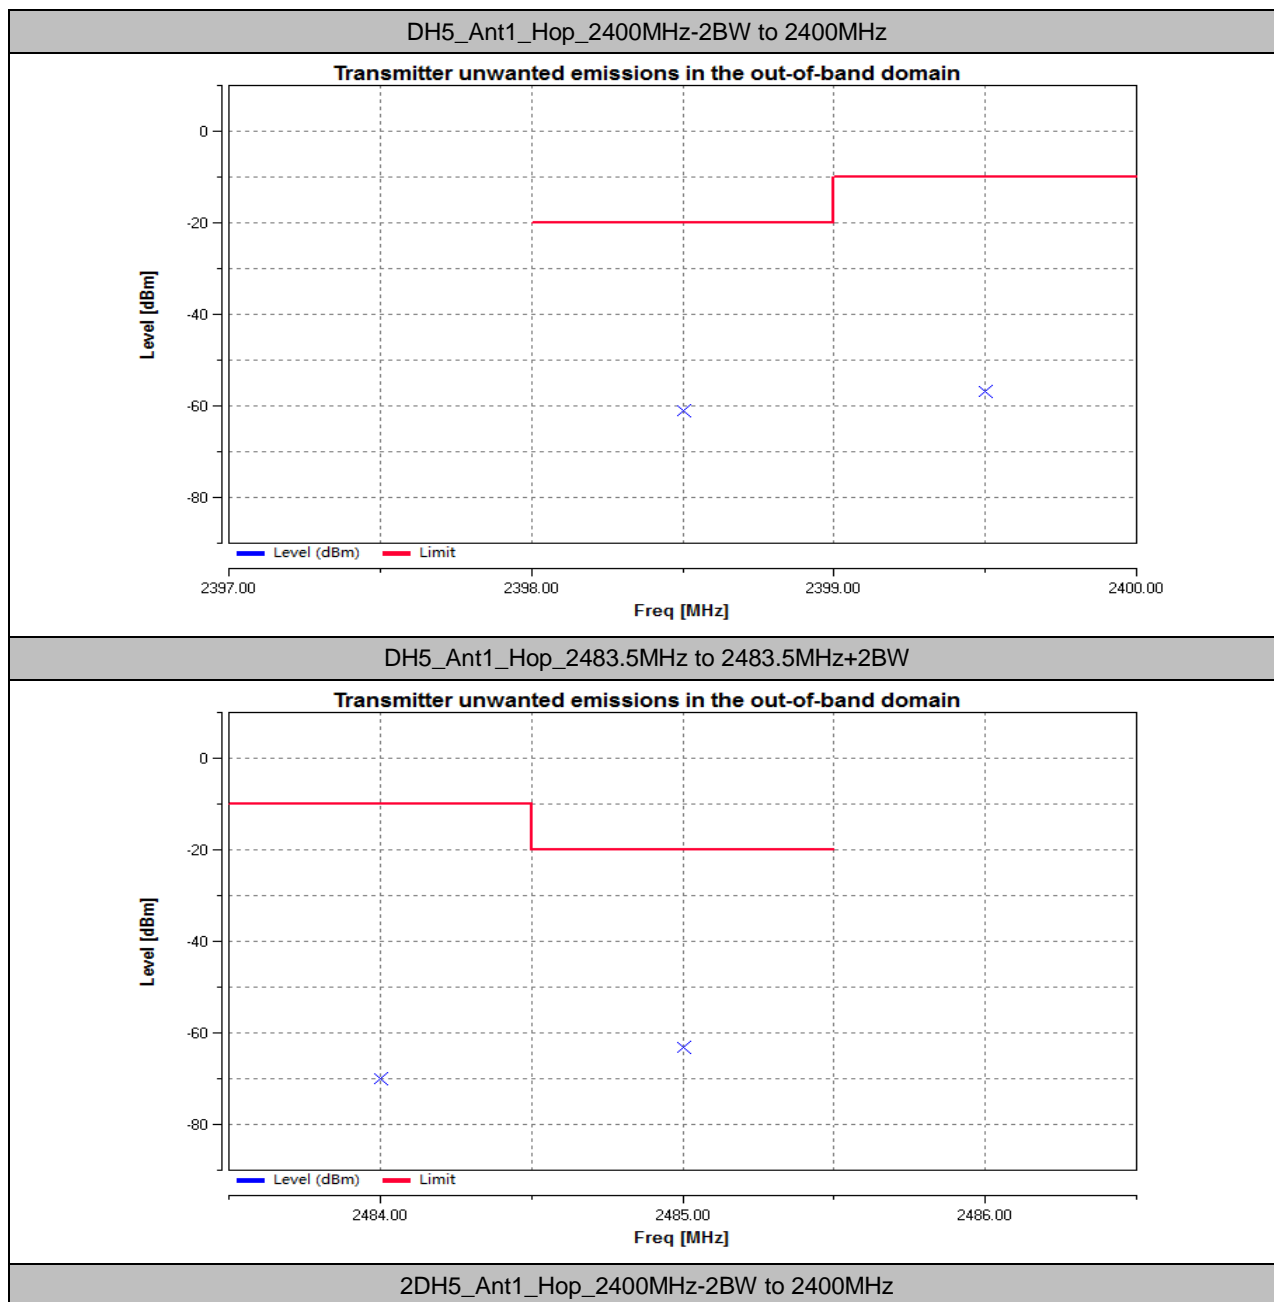 DH5_Ant1_Hop_2400MHz-2BW to 2400MHz
Transmitter unwanted emissions in the out-of-band domain
0
-20
-40
-60
-80
Level [dBm]
Level (dBm) Limit
2397.00 2398.00 2399.00 2400.00
Freq [MHz]
DH5_Ant1_Hop_2483.5MHz to 2483.5MHz+2BW
Transmitter unwanted emissions in the out-of-band domain
0
-20
-40
-60
-80
Level [dBm]
Level (dBm) Limit
2484.00 2485.00 2486.00
Freq [MHz]
2DH5_Ant1_Hop_2400MHz-2BW to 2400MHz